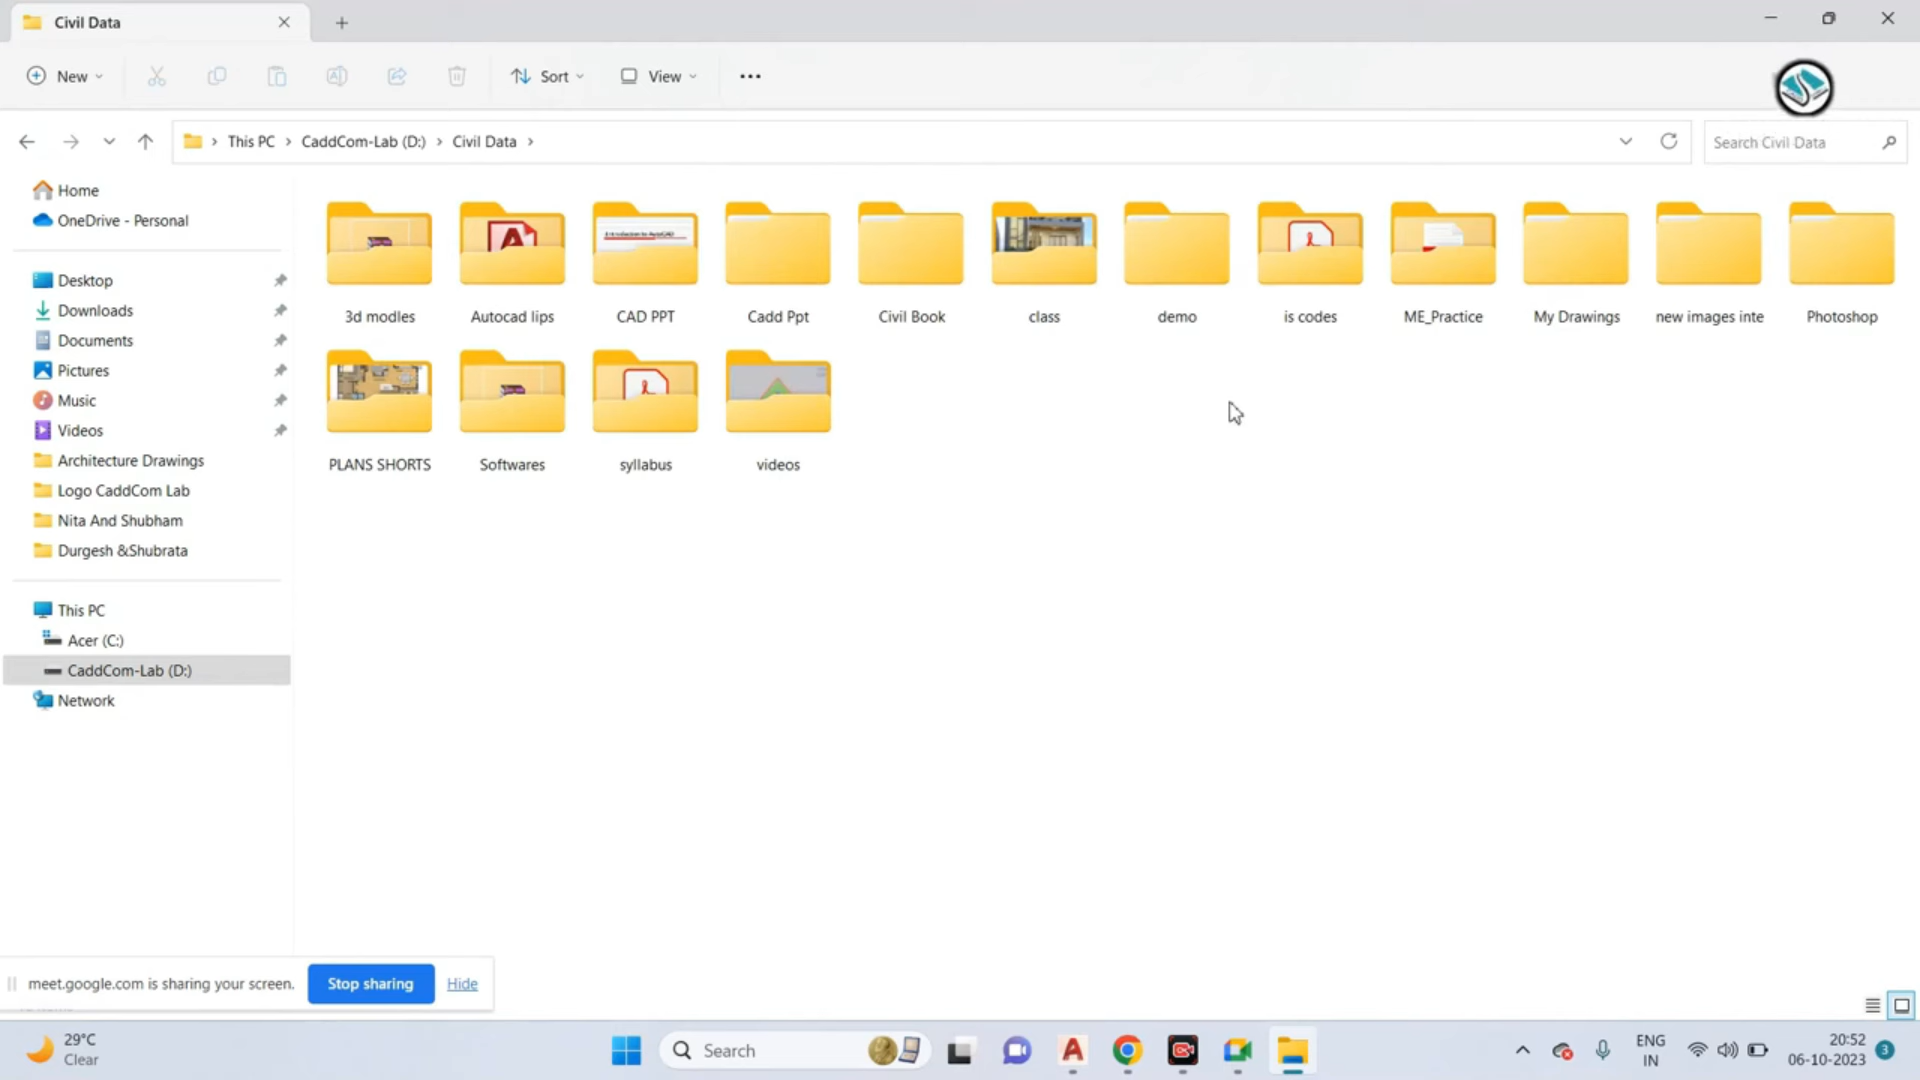 Civil Data
New
Sort
View
This PC
CaddCom-Lab (D:)
Civil Data
Search Civil Data
Home
OneDrive - Personal
Desktop
Downloads
Documents
Pictures
Music
Videos
Architecture Drawings
Logo CaddCom Lab
Nita And Shubham
Durgesh &Shubrata
This PC
Acer (C:)
CaddCom-Lab (D:)
Network
Introduction to AutoCAD
3d modles
Autocad lips
CAD PPT
Cadd Ppt
Civil Book
class
demo
is codes
ME_Practice
My Drawings
new images inte
Photoshop
PLANS SHORTS
Softwares
syllabus
videos
meet.google.com is sharing your screen.
Stop sharing
Hide
29°C
Clear
Search
ENG
IN
20:52
06-10-2023
3